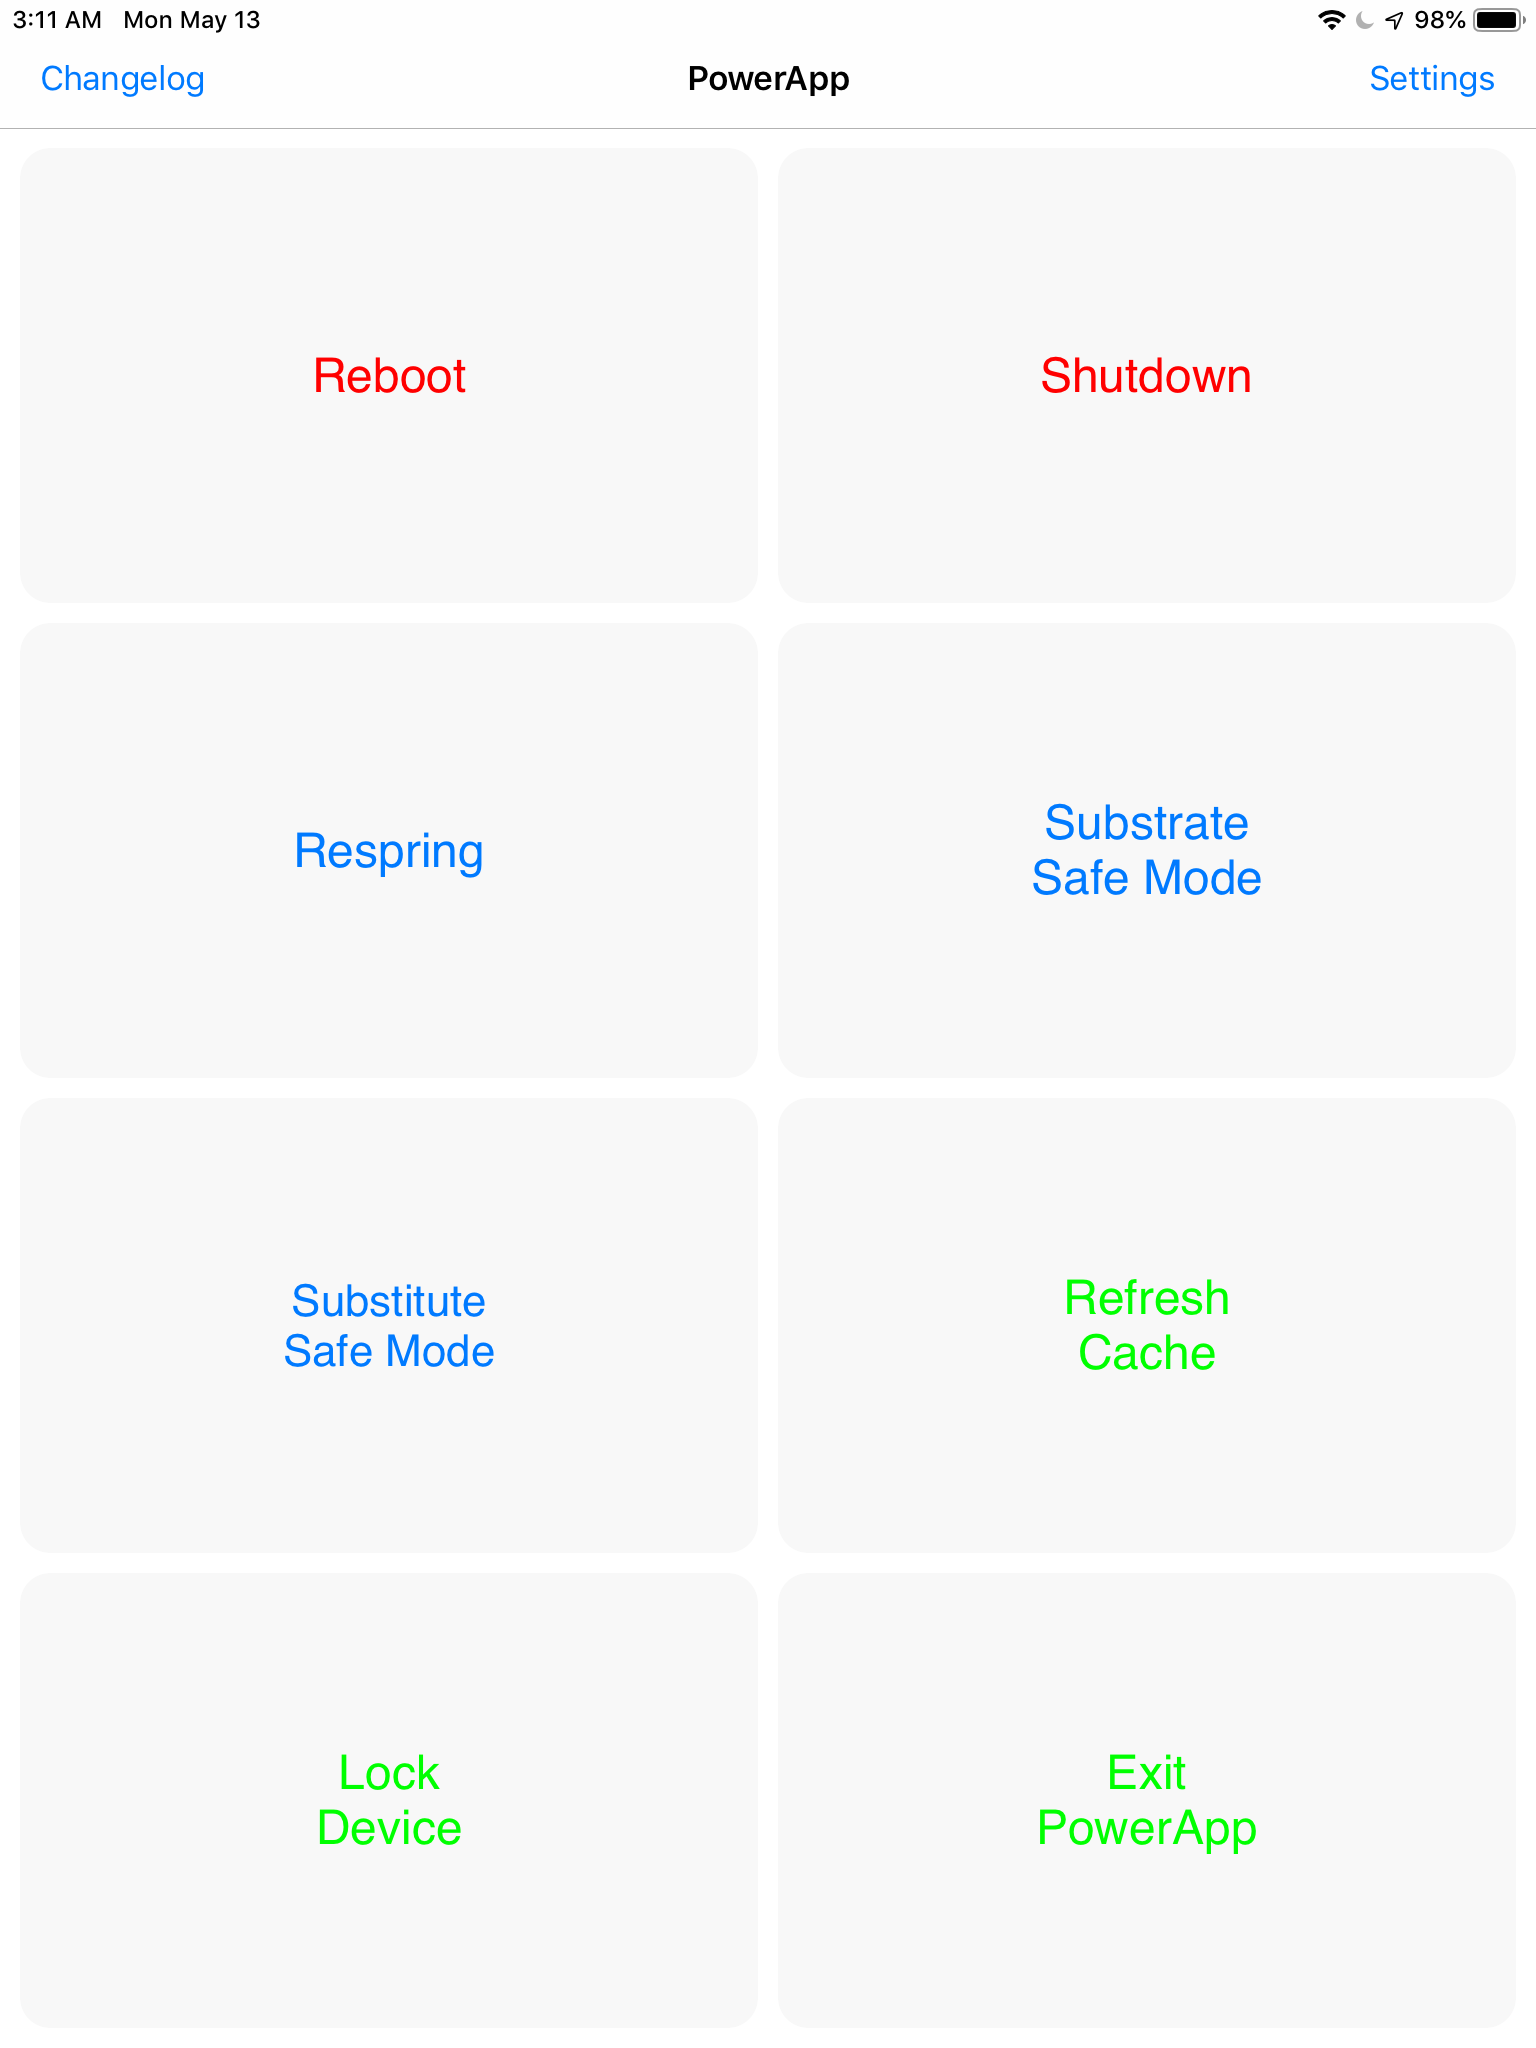 3:11 AM Mon May 13 98%
Changelog PowerApp Settings
Reboot
Shutdown
Respring
Substrate
Safe Mode
Substitute
Safe Mode
Refresh
Cache
Lock
Device
Exit
PowerApp